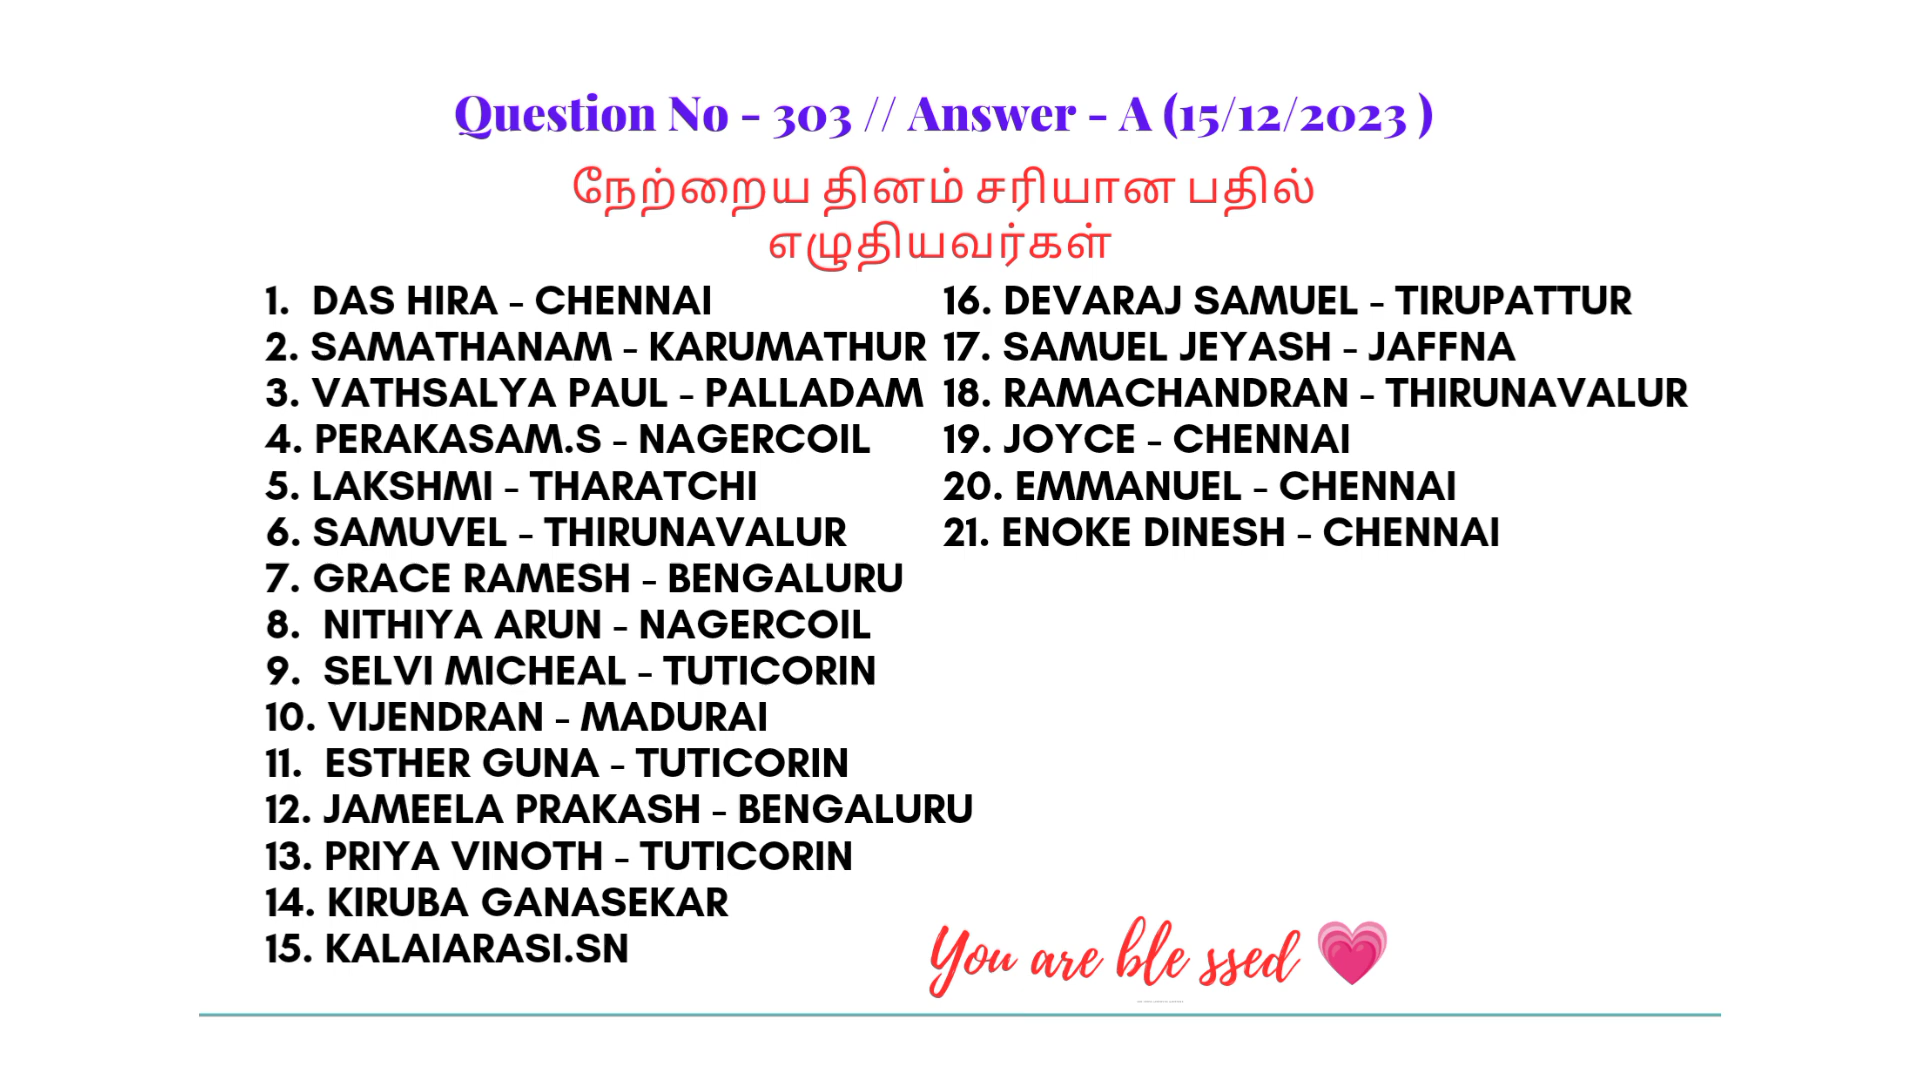 Question No - 303 // Answer - A (15/12/2023 )
நேற்றைய தினம் சரியான பதில்
எழுதியவர்கள்
1. DAS HIRA - CHENNAI
2. SAMATHANAM - KARUMATHUR
3. VATHSALYA PAUL - PALLADAM
4. PERAKASAM.S - NAGERCOIL
5. LAKSHMI - THARATCHI
6. SAMUVEL - THIRUNAVALUR
7. GRACE RAMESH - BENGALURU
8. NITHIYA ARUN - NAGERCOIL
9. SELVI MICHEAL - TUTICORIN
10. VIJENDRAN - MADURAI
11. ESTHER GUNA - TUTICORIN
12. JAMEELA PRAKASH - BENGALURU
13. PRIYA VINOTH - TUTICORIN
14. KIRUBA GANASEKAR
15. KALAIARASI.SN
16. DEVARAJ SAMUEL - TIRUPATTUR
17. SAMUEL JEYASH - JAFFNA
18. RAMACHANDRAN - THIRUNAVALUR
19. JOYCE - CHENNAI
20. EMMANUEL - CHENNAI
21. ENOKE DINESH - CHENNAI
You are ble ssed